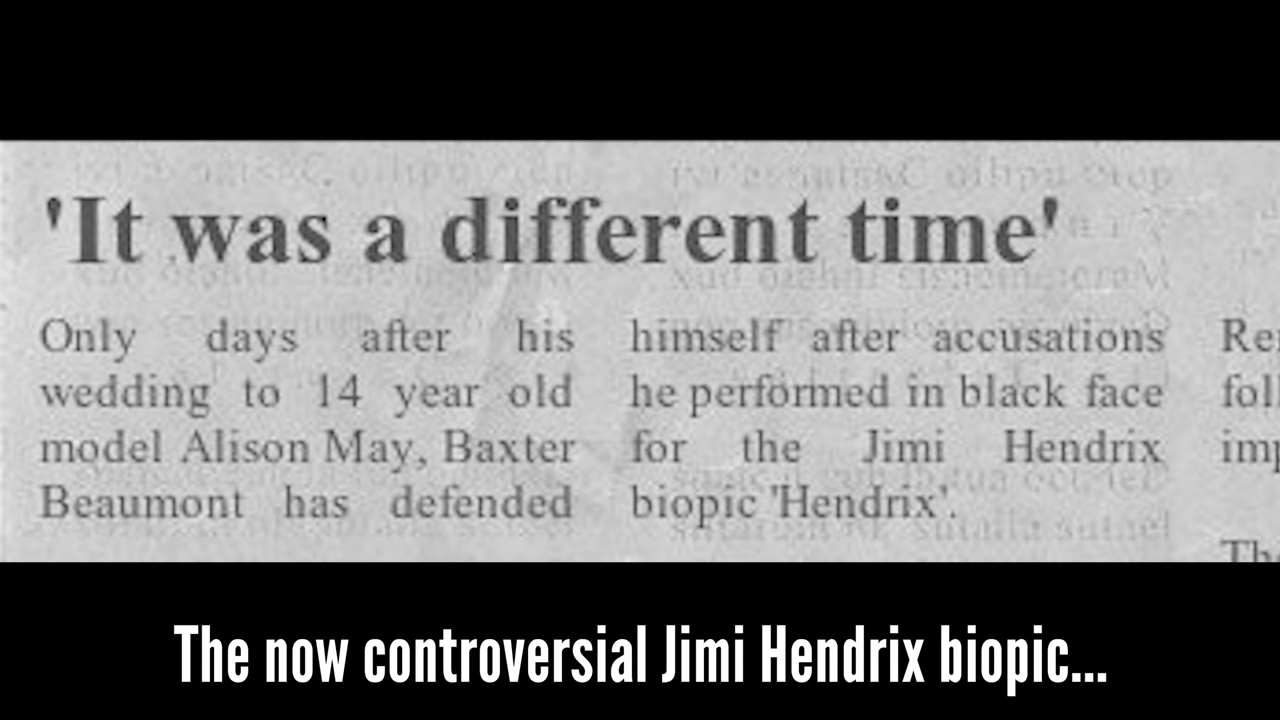 'It was a different time'
Only days after his
wedding to 14 year old
model Alison May, Baxter
Beaumont has defended
himself after accusations
he performed in black face
for the Jimi Hendrix
biopic 'Hendrix'.
The now controversial Jimi Hendrix biopic...